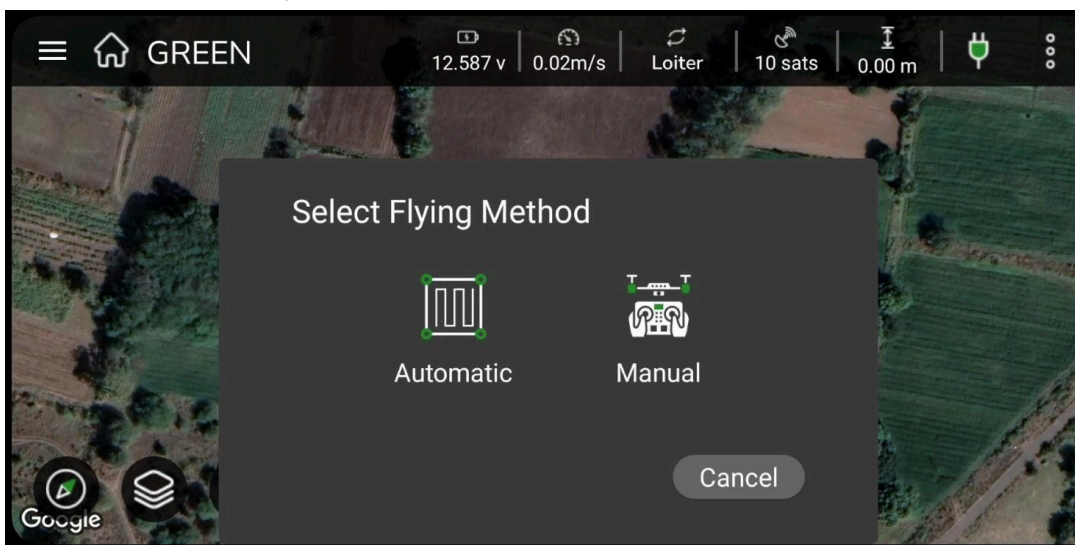 GREEN
12.587 v
0.02m/s
Loiter
10 sats
0.00 m
Select Flying Method
Automatic
Manual
Cancel
Google